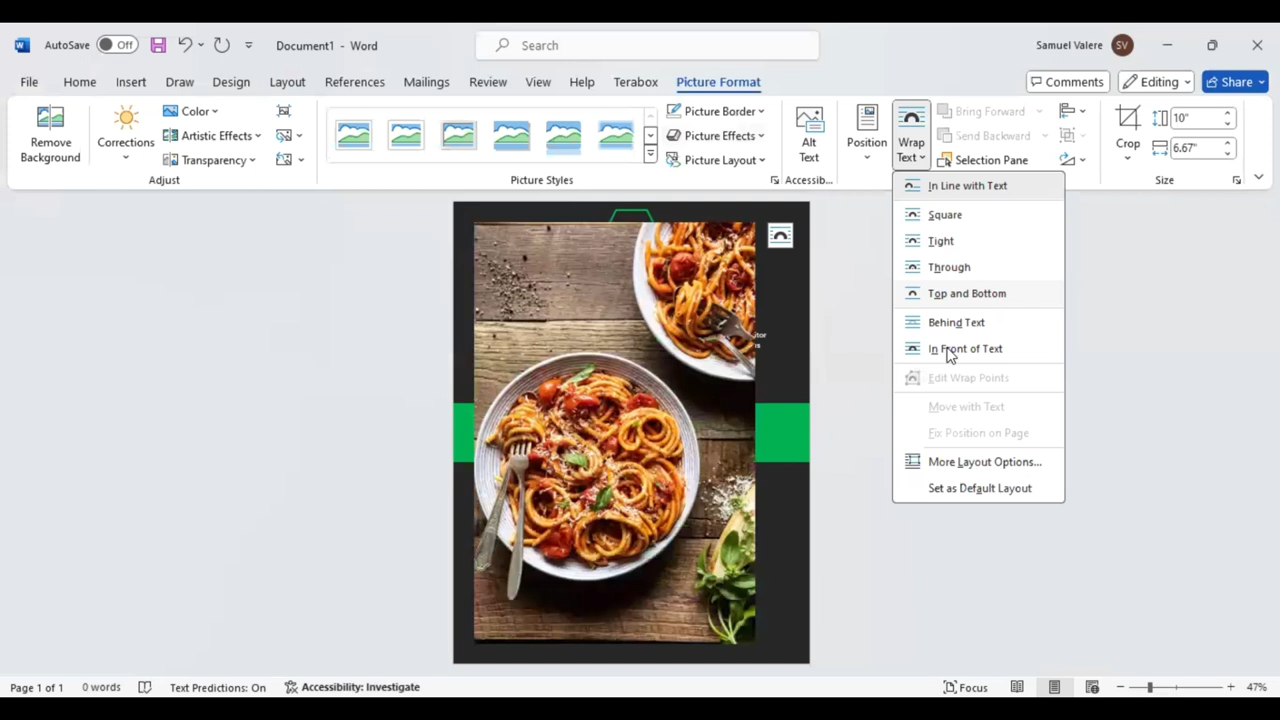 AutoSave Off Document1 - Word Search Samuel Valere SV
File Home Insert Draw Design Layout References Mailings Review View Help Terabox Picture Format Comments Editing Share
Remove Background
Corrections
Color
Artistic Effects
Transparency
Adjust
Picture Border
Picture Effects
Picture Layout
Picture Styles
Alt Text
Accessib...
Position
Wrap Text
Bring Forward
Send Backward
Selection Pane
Crop
10"
6.67"
Size
In Line with Text
Square
Tight
Through
Top and Bottom
Behind Text
In Front of Text
Edit Wrap Points
Move with Text
Fix Position on Page
More Layout Options...
Set as Default Layout
Page 1 of 1 0 words Text Predictions: On Accessibility: Investigate Focus 47%